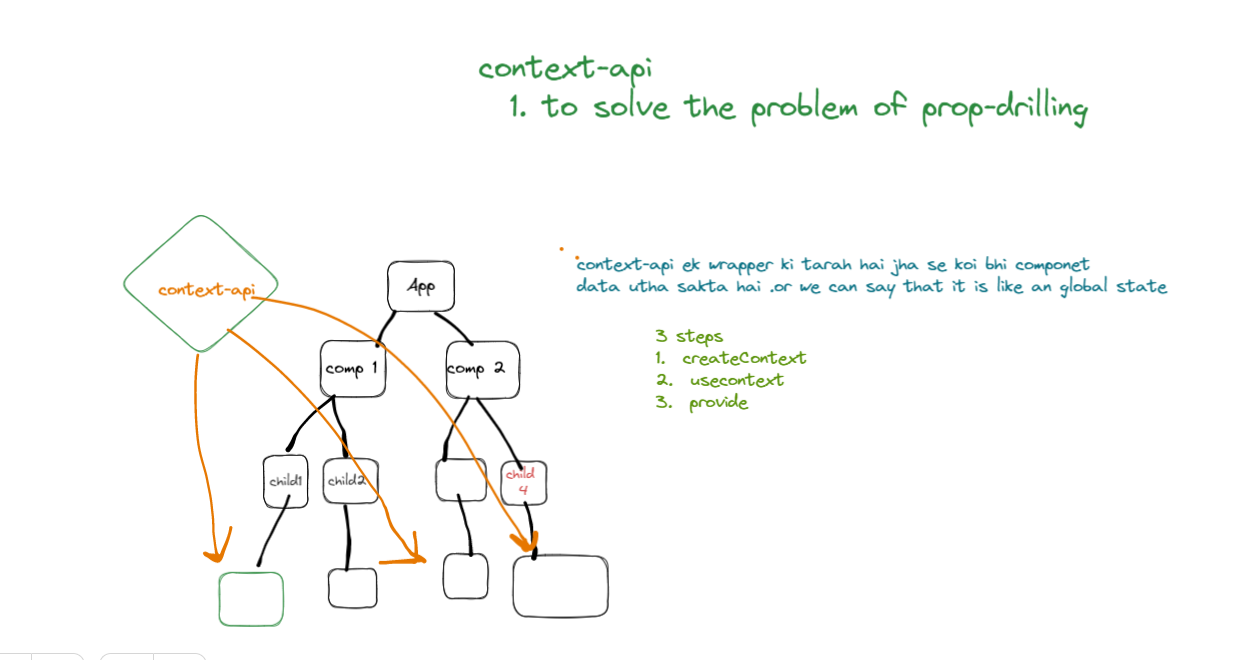 context-api
1. to solve the problem of prop-drilling
context-api
App
context-api ek wrapper ki tarah hai jha se koi bhi componet
data utha sakta hai .or we can say that it is like an global state
3 steps
1. createContext
2. usecontext
3. provide
comp 1
comp 2
child1
child2
child
4